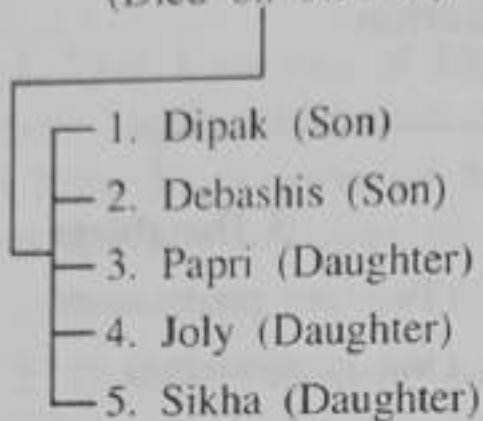 1. Dipak (Son)
2. Debashis (Son)
3. Papri (Daughter)
4. Joly (Daughter)
5. Sikha (Daughter)